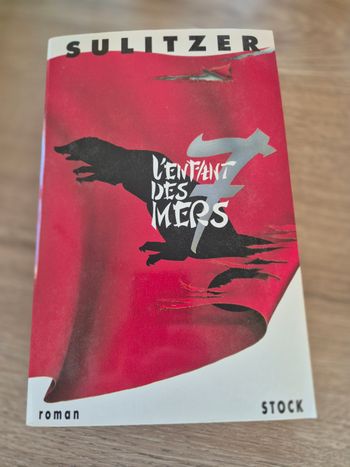 SULITZER
L'ENFANT
DES 7
MERS
roman
STOCK